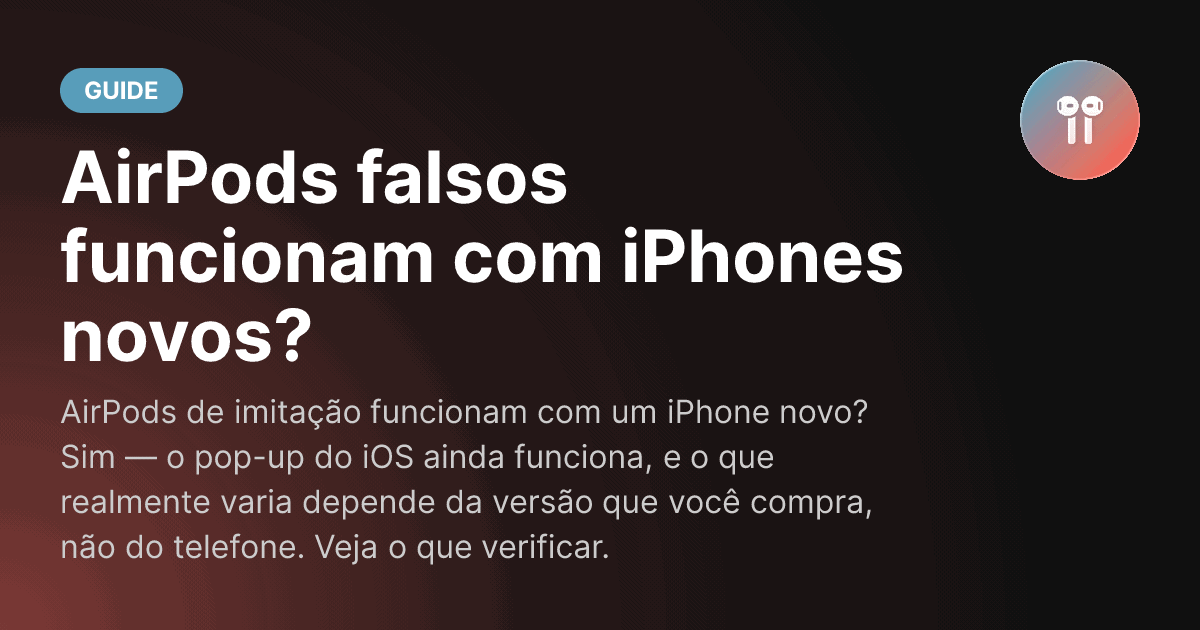 GUIDE
AirPods falsos
funcionam com iPhones
novos?
AirPods de imitação funcionam com um iPhone novo?
Sim — o pop-up do iOS ainda funciona, e o que
realmente varia depende da versão que você compra,
não do telefone. Veja o que verificar.